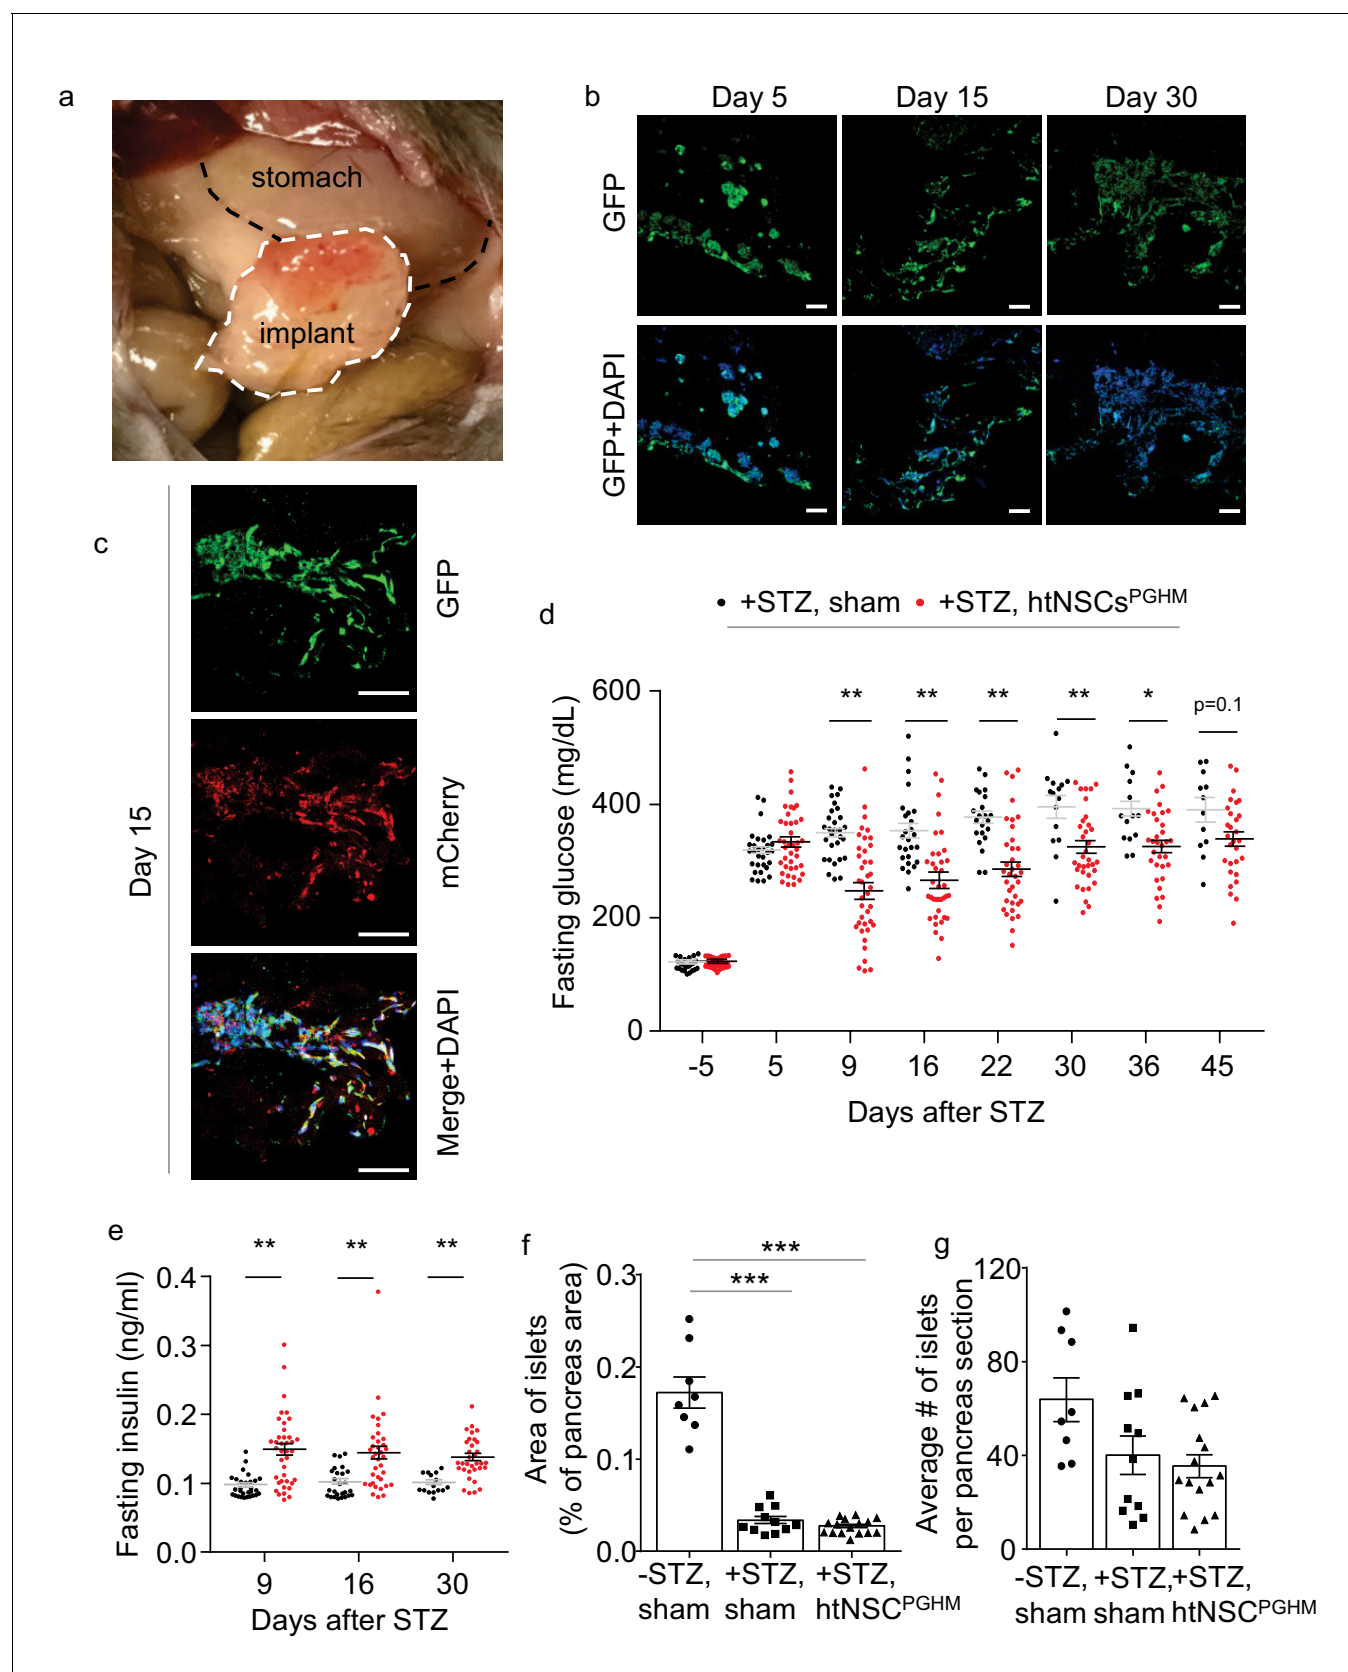 a
stomach
implant
b
Day 5
Day 15
Day 30
GFP
GFP+DAPI
c
Day 15
GFP
mCherry
Merge+DAPI
d
+STZ, sham
+STZ, htNSCsPGHM
Fasting glucose (mg/dL)
600
400
200
0
** ** ** ** * p=0.1
-5 5 9 16 22 30 36 45
Days after STZ
e
Fasting insulin (ng/ml)
0.4
0.3
0.2
0.1
0.0
** ** **
9 16 30
Days after STZ
f
Area of islets
(% of pancreas area)
0.3
0.2
0.1
0.0
***
***
-STZ, +STZ, +STZ,
sham sham htNSCPGHM
g
Average # of islets
per pancreas section
120
80
40
0
-STZ, +STZ, +STZ,
sham sham htNSCPGHM